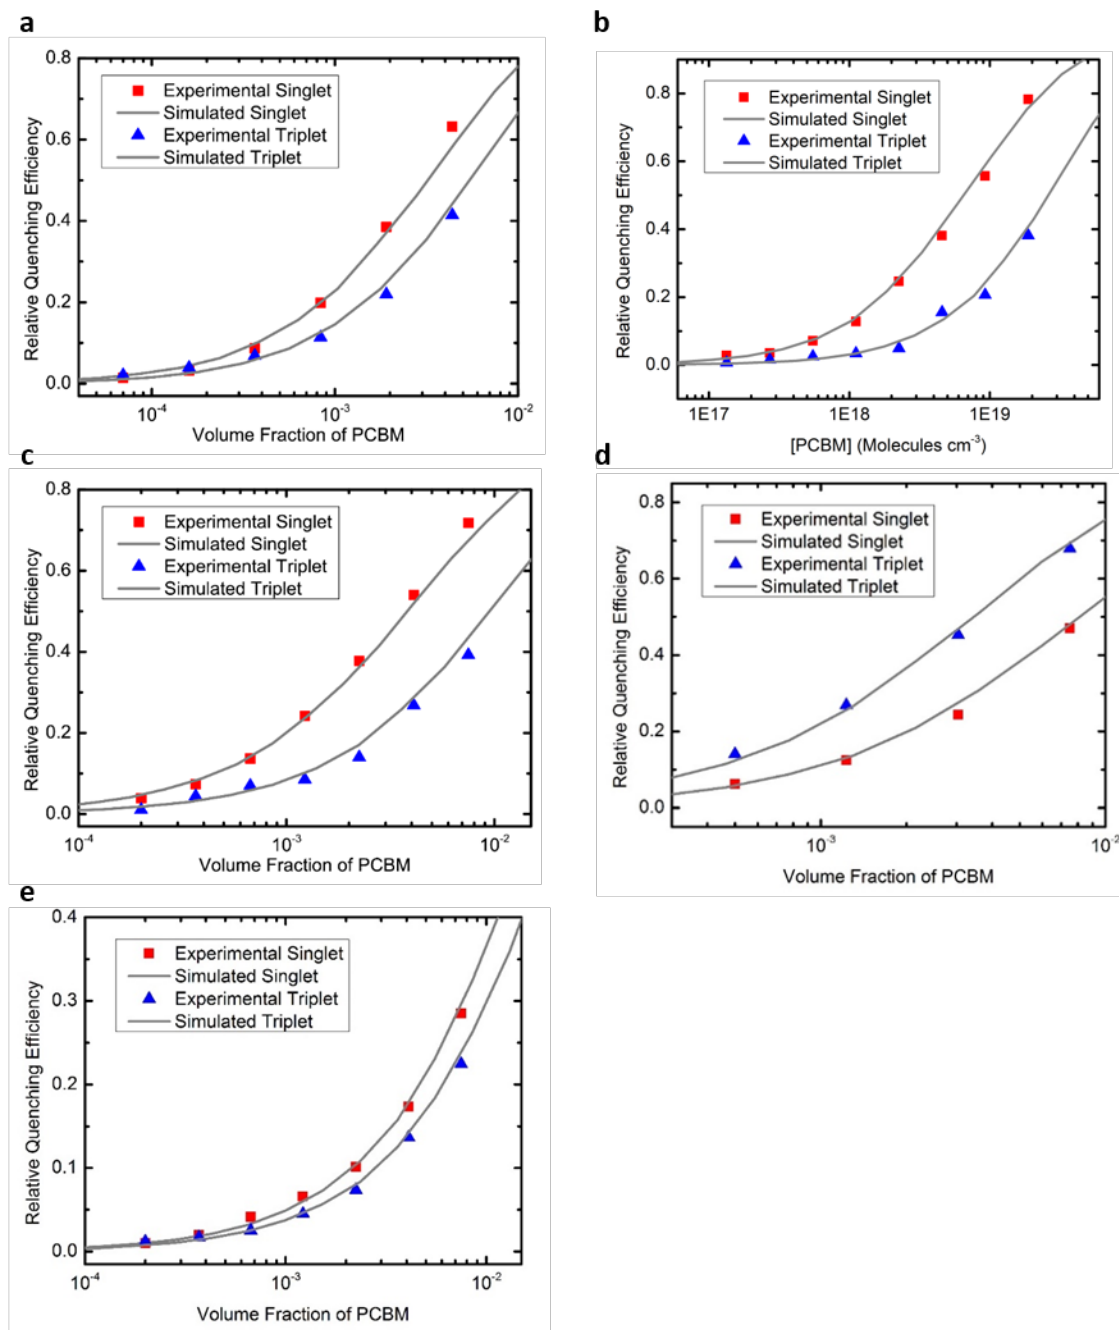 a
0.8
0.6
0.4
0.2
0.0
Relative Quenching Efficiency
Experimental Singlet
Simulated Singlet
Experimental Triplet
Simulated Triplet
10⁻⁴
10⁻³
10⁻²
Volume Fraction of PCBM
b
0.8
0.6
0.4
0.2
0.0
Relative Quenching Efficiency
Experimental Singlet
Simulated Singlet
Experimental Triplet
Simulated Triplet
1E17
1E18
1E19
[PCBM] (Molecules cm⁻³)
c
0.8
0.6
0.4
0.2
0.0
Relative Quenching Efficiency
Experimental Singlet
Simulated Singlet
Experimental Triplet
Simulated Triplet
10⁻⁴
10⁻³
10⁻²
Volume Fraction of PCBM
d
0.8
0.6
0.4
0.2
0.0
Relative Quenching Efficiency
Experimental Singlet
Simulated Singlet
Experimental Triplet
Simulated Triplet
10⁻³
10⁻²
Volume Fraction of PCBM
e
0.4
0.3
0.2
0.1
0.0
Relative Quenching Efficiency
Experimental Singlet
Simulated Singlet
Experimental Triplet
Simulated Triplet
10⁻⁴
10⁻³
10⁻²
Volume Fraction of PCBM